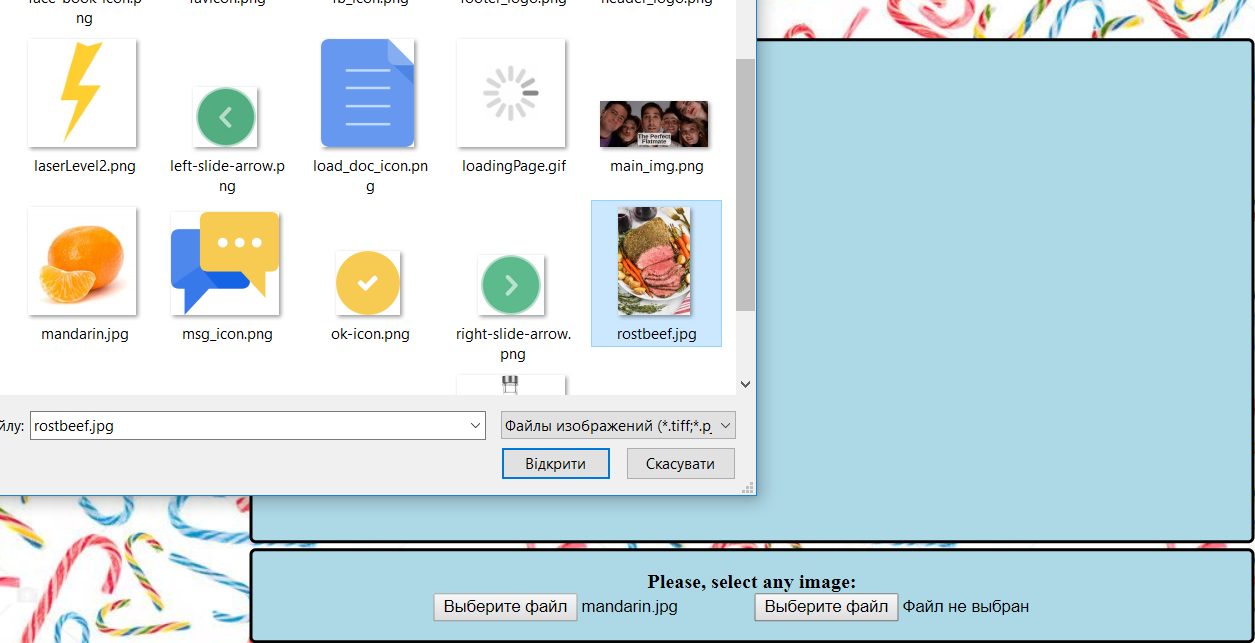 face-book-icon.p
ng
favicon.png
fb_icon.png
footer_logo.png
header_logo.png
laserLevel2.png
left-slide-arrow.p
ng
load_doc_icon.pn
g
loadingPage.gif
The Perfect
Flatmate
main_img.png
mandarin.jpg
msg_icon.png
ok-icon.png
right-slide-arrow.
png
rostbeef.jpg
йлу: rostbeef.jpg
Файлы изображений (*.tiff;*.p
Відкрити
Скасувати
Please, select any image:
Выберите файл mandarin.jpg
Выберите файл Файл не выбран